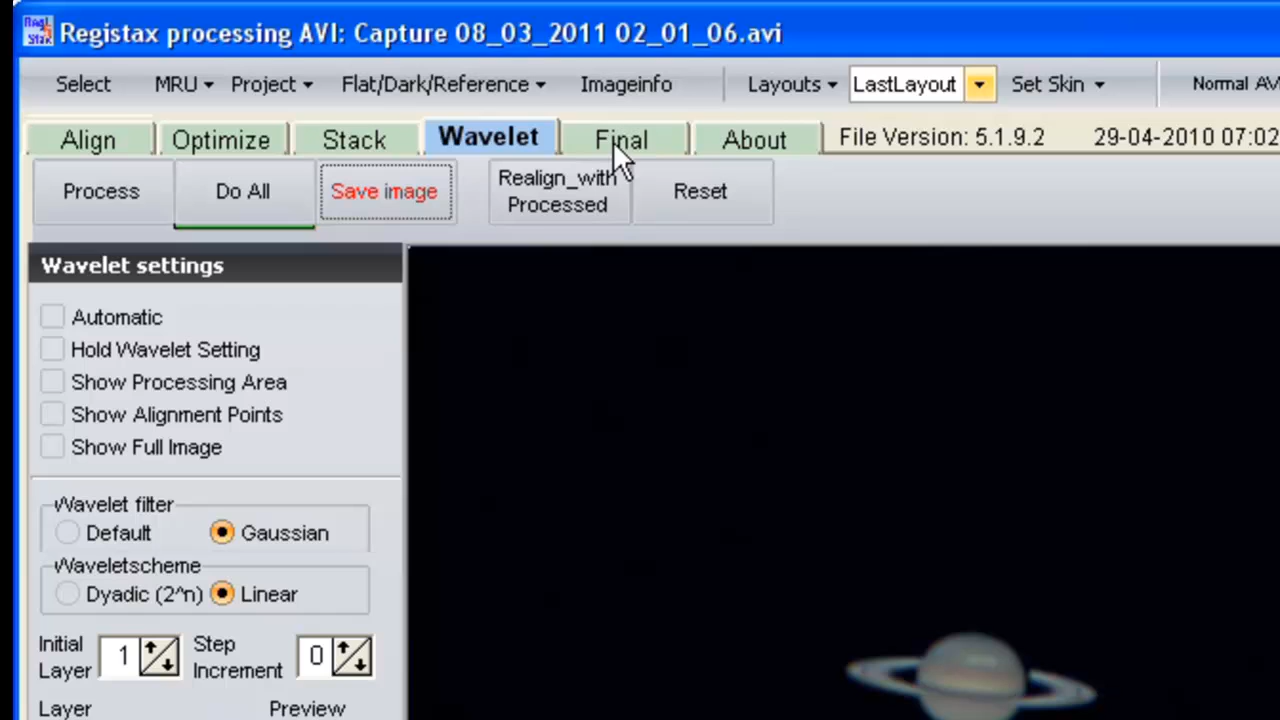 Regi
Stax
Registax processing AVI: Capture 08_03_2011 02_01_06.avi
Select MRU Project Flat/Dark/Reference Imageinfo Layouts LastLayout Set Skin Normal
Align Optimize Stack Wavelet Final About File Version: 5.1.9.2 29-04-2010
Process Do All Save image Realign_with Processed Reset
Wavelet settings
Automatic
Hold Wavelet Setting
Show Processing Area
Show Alignment Points
Show Full Image
Wavelet filter
Default Gaussian
Waveletscheme
Dyadic (2^n) Linear
Initial Layer 1 Step Increment 0
Layer Preview